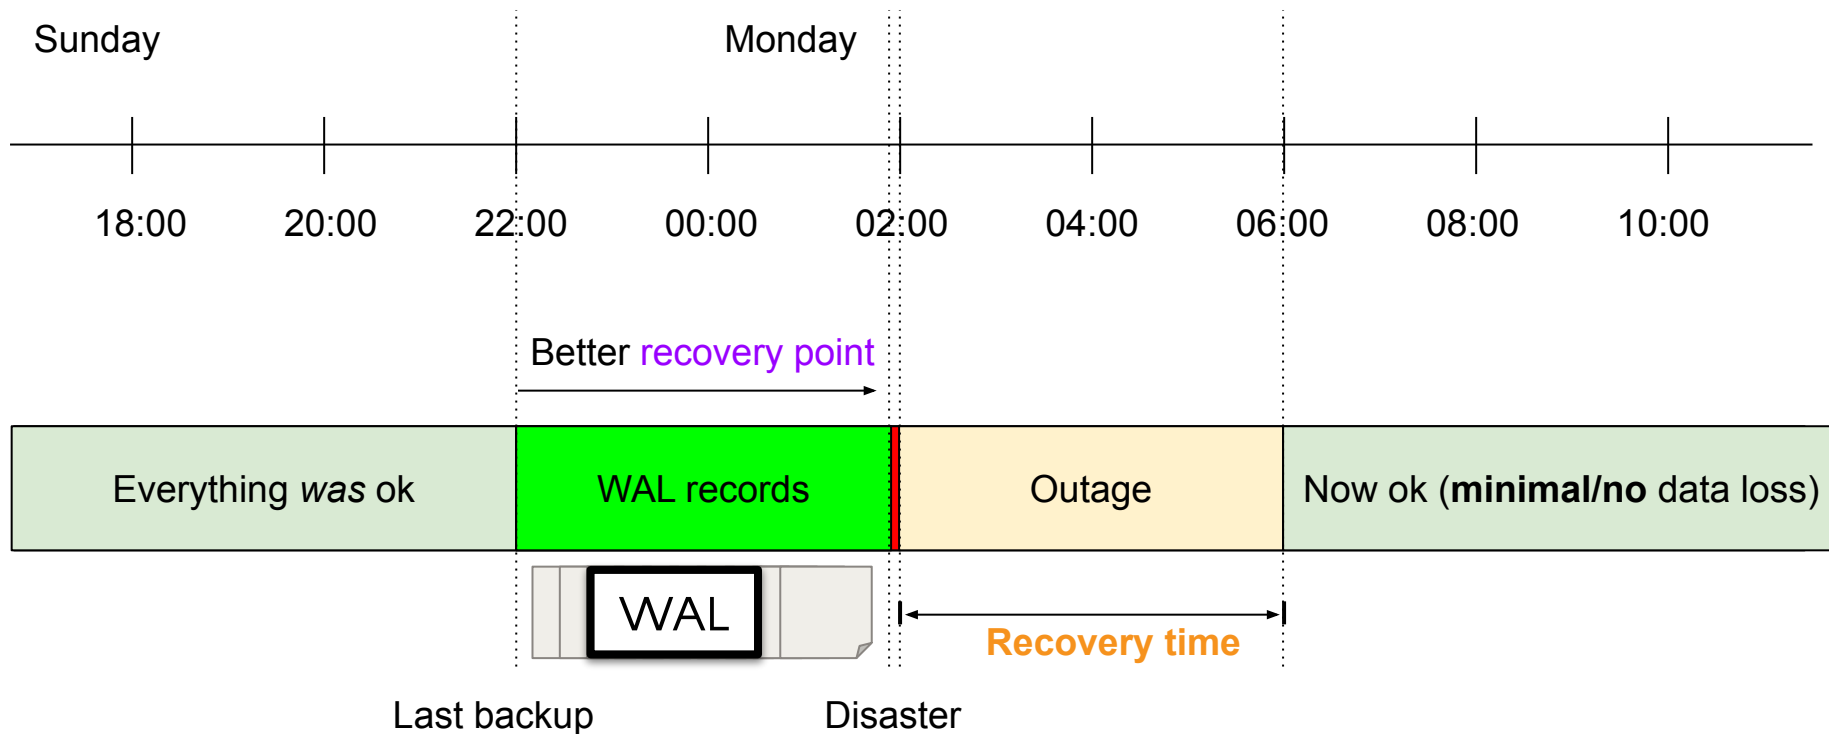 Sunday
Monday
18:00 20:00 22:00 00:00 02:00 04:00 06:00 08:00 10:00
Better recovery point
Everything was ok
WAL records
Outage
Now ok (minimal/no data loss)
WAL
Recovery time
Last backup
Disaster